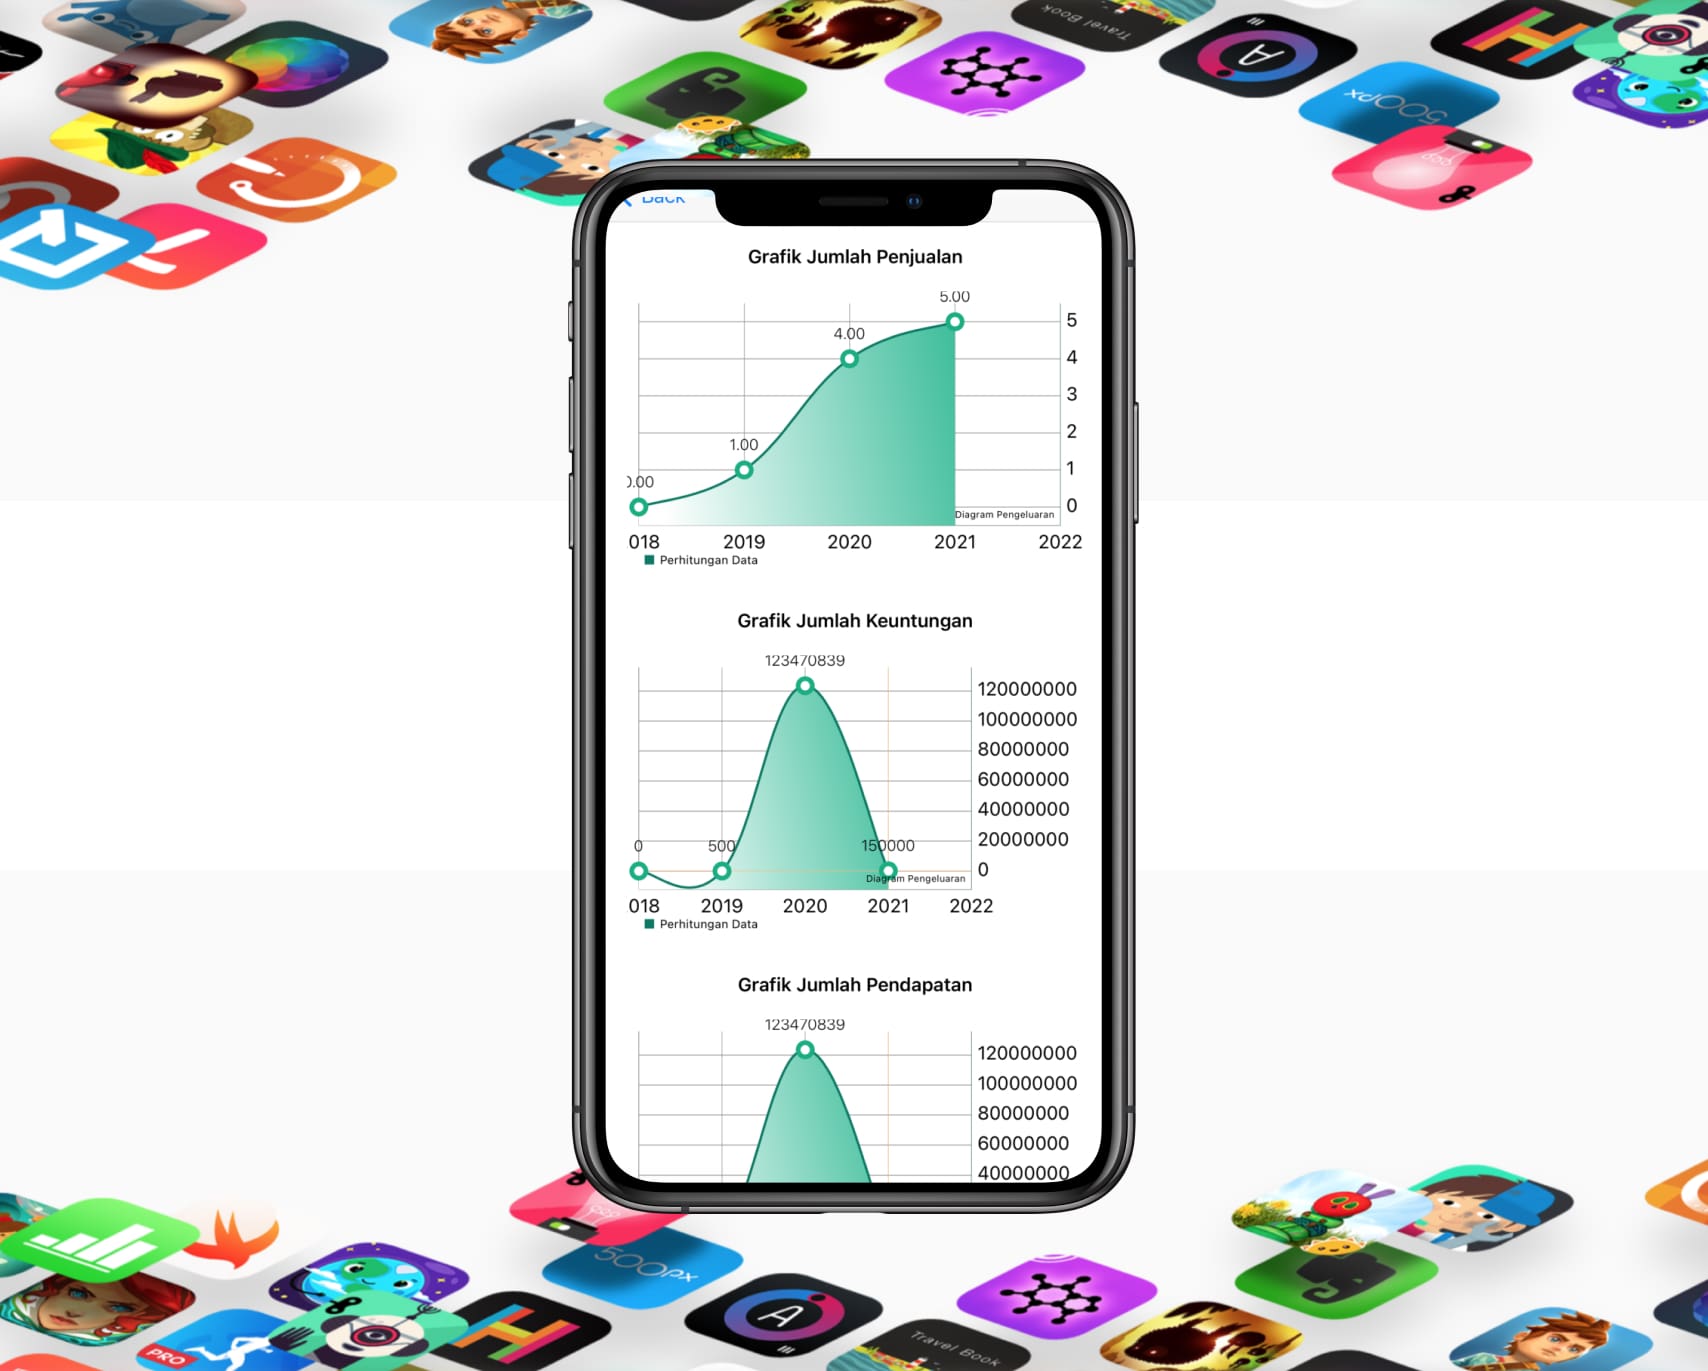 Travel Book
500px
Back
Grafik Jumlah Penjualan
5.00
4.00
1.00
0.00
5
4
3
2
1
0
Diagram Pengeluaran
018 2019 2020 2021 2022
Perhitungan Data
Grafik Jumlah Keuntungan
123470839
120000000
100000000
80000000
60000000
40000000
20000000
0
0 500 150000
Diagram Pengeluaran
018 2019 2020 2021 2022
Perhitungan Data
Grafik Jumlah Pendapatan
123470839
120000000
100000000
80000000
60000000
40000000
500px
A
PRO
Travel Book